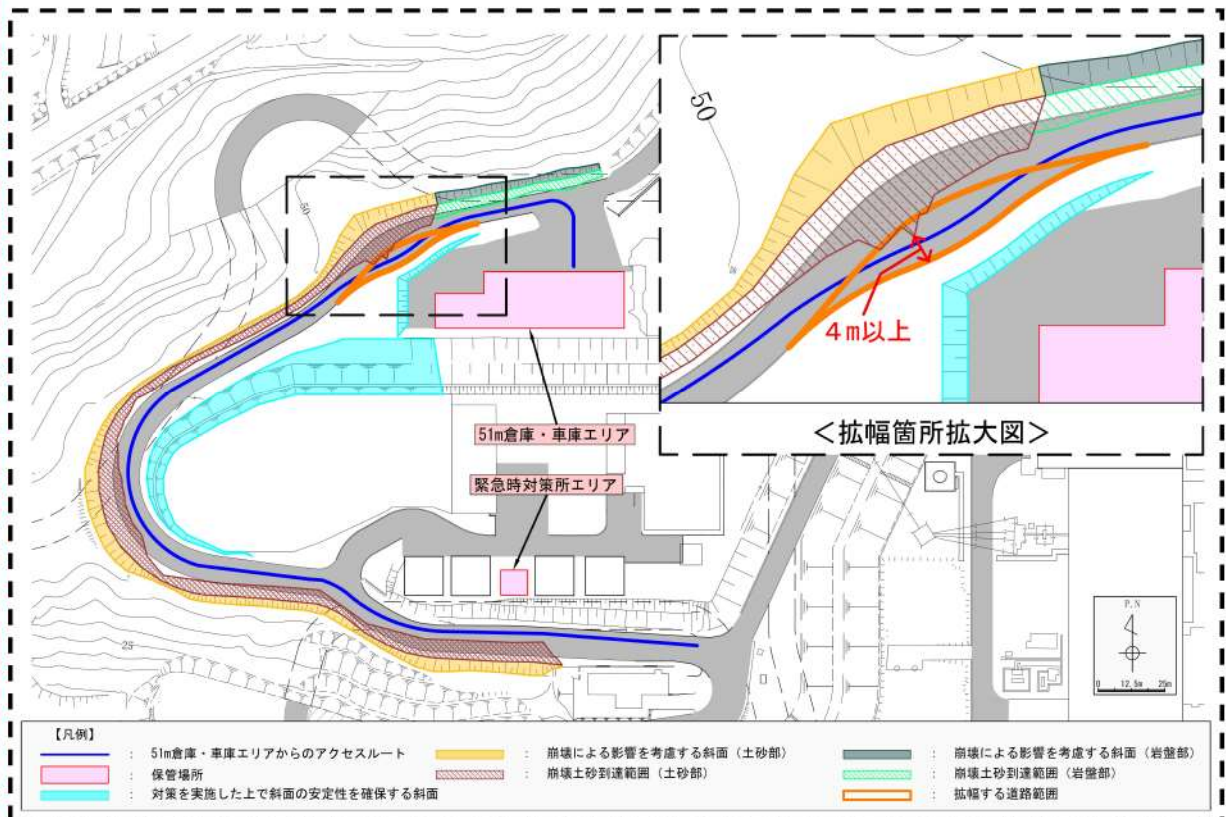 50
50
4m以上
<拡幅箇所拡大図>
51m倉庫・車庫エリア
緊急時対策所エリア
25
P.N
0 12.5m 25m
【凡例】
： 51m倉庫・車庫エリアからのアクセスルート
： 崩壊による影響を考慮する斜面（土砂部）
： 崩壊による影響を考慮する斜面（岩盤部）
： 保管場所
： 崩壊土砂到達範囲（土砂部）
： 崩壊土砂到達範囲（岩盤部）
： 対策を実施した上で斜面の安定性を確保する斜面
： 拡幅する道路範囲